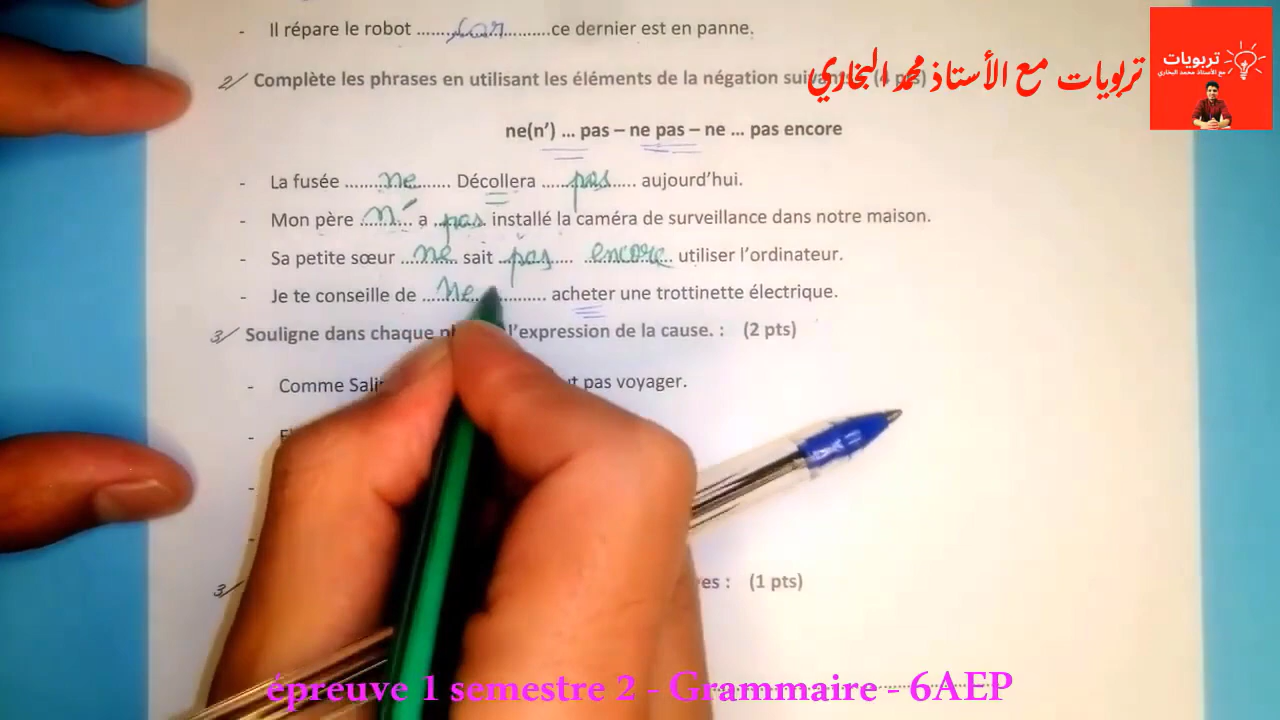 - Il répare le robot ........car........ce dernier est en panne.
2/ Complète les phrases en utilisant les éléments de la négation suivants (4 pts)
تربويات مع الأستاذ محمد البخاري
تربويات
مع الأستاذ محمد البخاري
ne(n') ... pas – ne pas – ne ... pas encore
- La fusée ......ne...... Décollera .....pas..... aujourd'hui.
- Mon père ....n'.... a ..pas.. installé la caméra de surveillance dans notre maison.
- Sa petite sœur ...ne... sait ..pas.... ..encore.. utiliser l'ordinateur.
- Je te conseille de ...ne........... acheter une trottinette électrique.
3/ Souligne dans chaque l'expression de la cause. : (2 pts)
- Comme pas voyager.
-
-
-
3/ es : (1 pts)
épreuve 1 semestre 2 - Grammaire - 6AEP